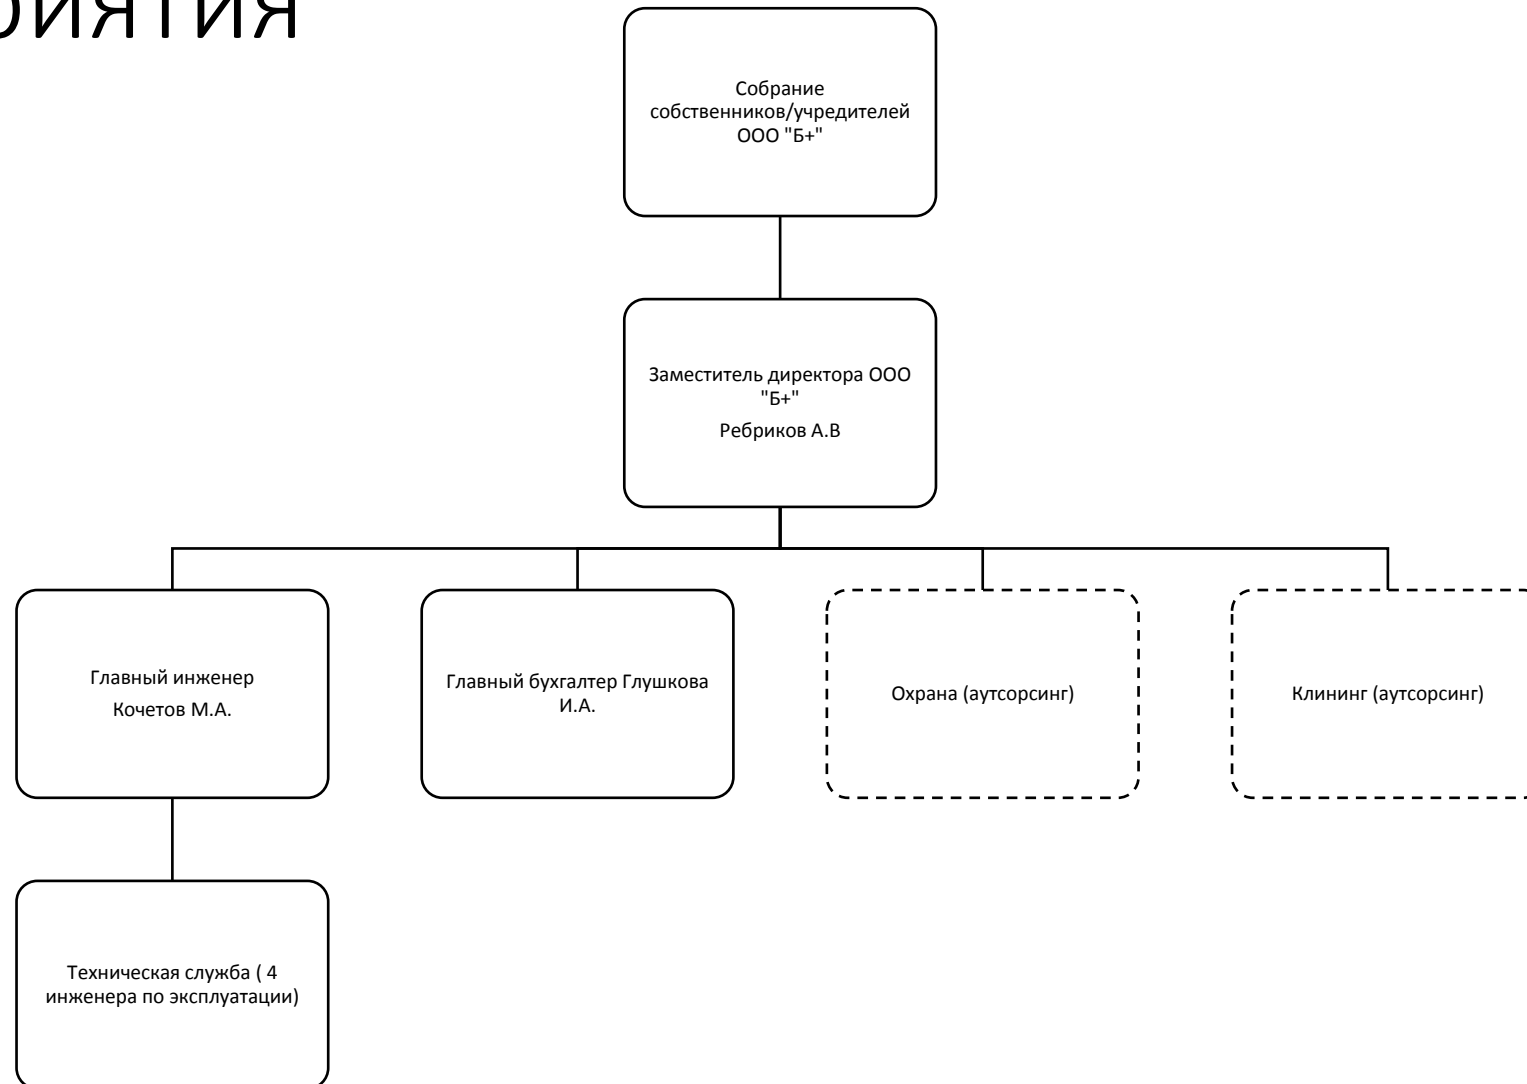 риятия
Собрание
собственников/учредителей
ООО "Б+"
Заместитель директора ООО
"Б+"
Ребриков А.В
Главный инженер
Кочетов М.А.
Главный бухгалтер Глушкова
И.А.
Охрана (аутсорсинг)
Клининг (аутсорсинг)
Техническая служба ( 4
инженера по эксплуатации)